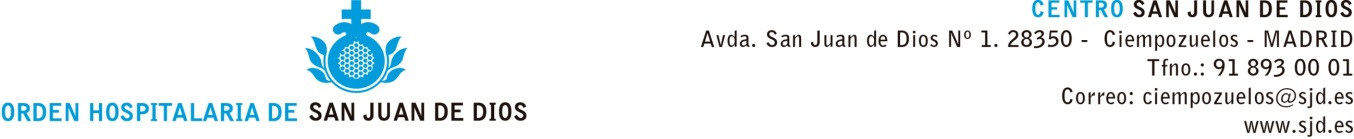 ORDEN HOSPITALARIA DE SAN JUAN DE DIOS
CENTRO SAN JUAN DE DIOS
Avda. San Juan de Dios Nº 1. 28350 - Ciempozuelos - MADRID
Tfno.: 91 893 00 01
Correo: ciempozuelos@sjd.es
www.sjd.es